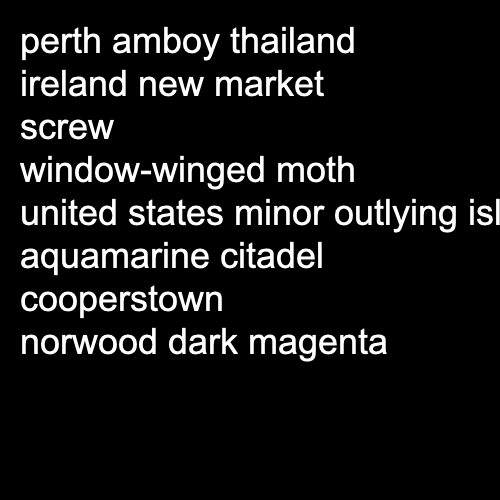 perth amboy thailand
ireland new market
screw
window-winged moth
united states minor outlying isl
aquamarine citadel
cooperstown
norwood dark magenta